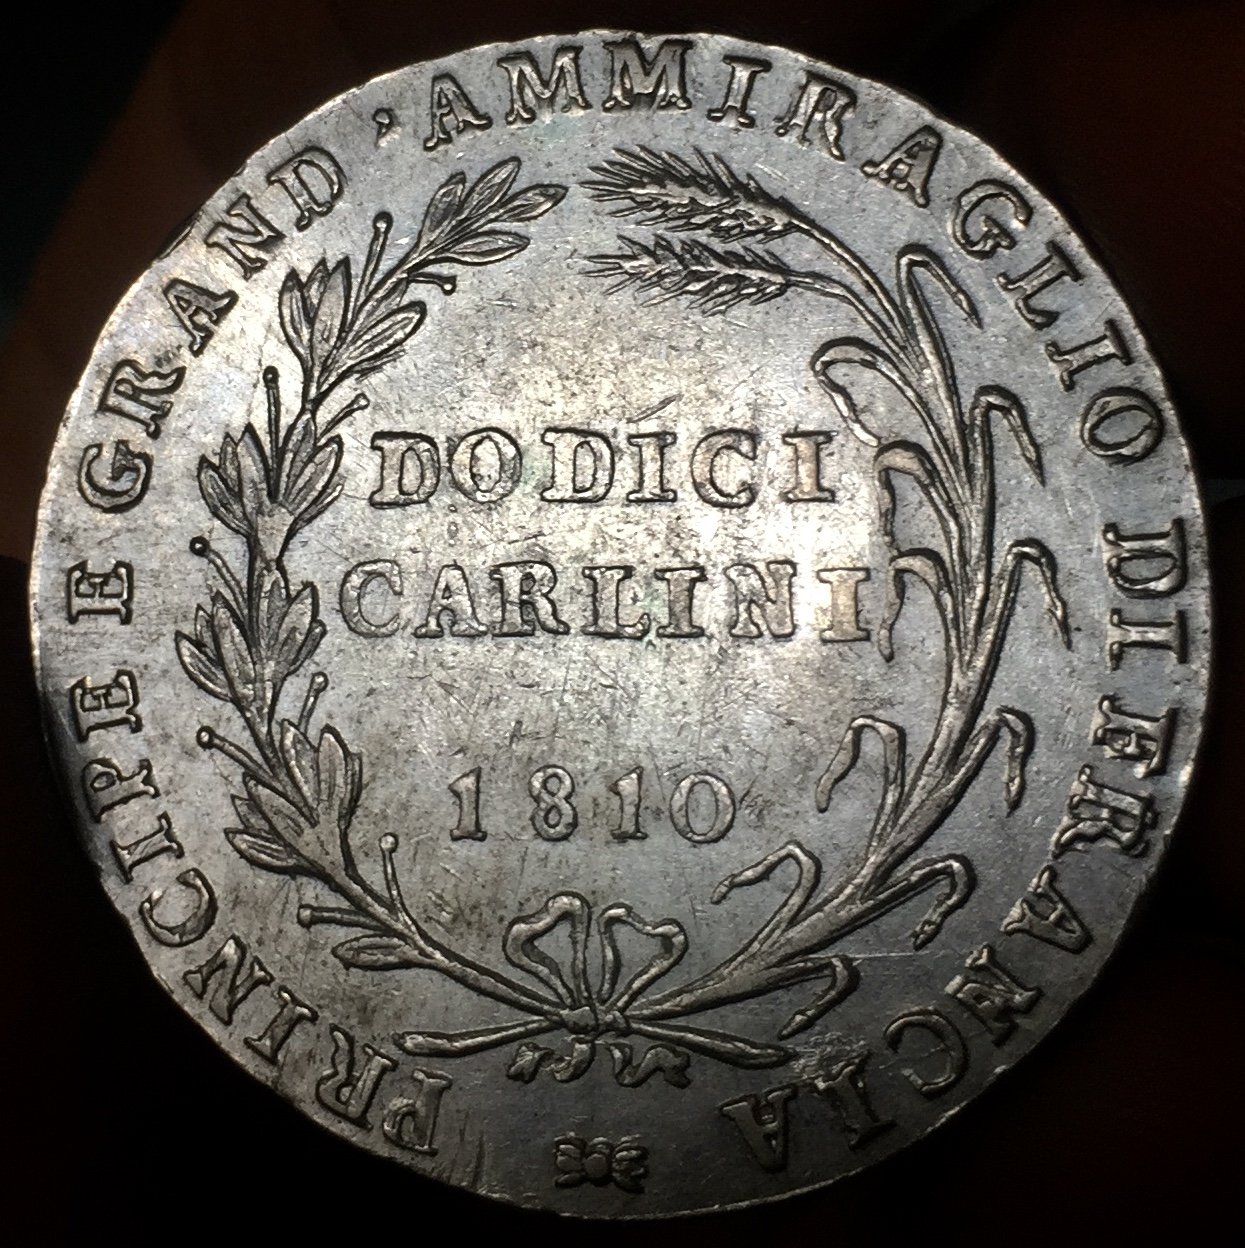 PRINCIPE E GRAND·AMMIRAGLIO DI FRANCIA
DODICI
CARLINI
1810